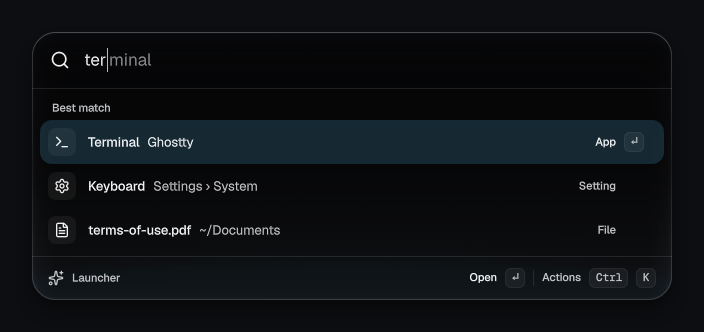 terminal
Best match
Terminal Ghostty App ↵
Keyboard Settings › System Setting
terms-of-use.pdf ~/Documents File
Launcher Open ↵ Actions Ctrl K